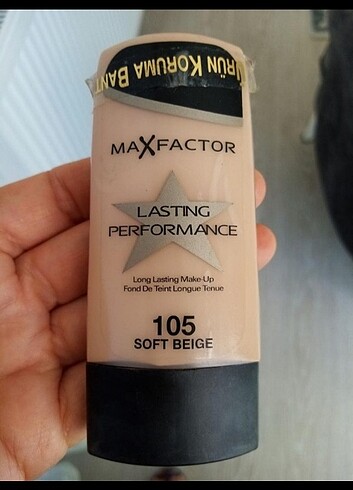 ÜRÜN KORUMA BANT
MAXFACTOR
LASTING
PERFORMANCE
Long Lasting Make-Up
Fond De Teint Longue Tenue
105
SOFT BEIGE